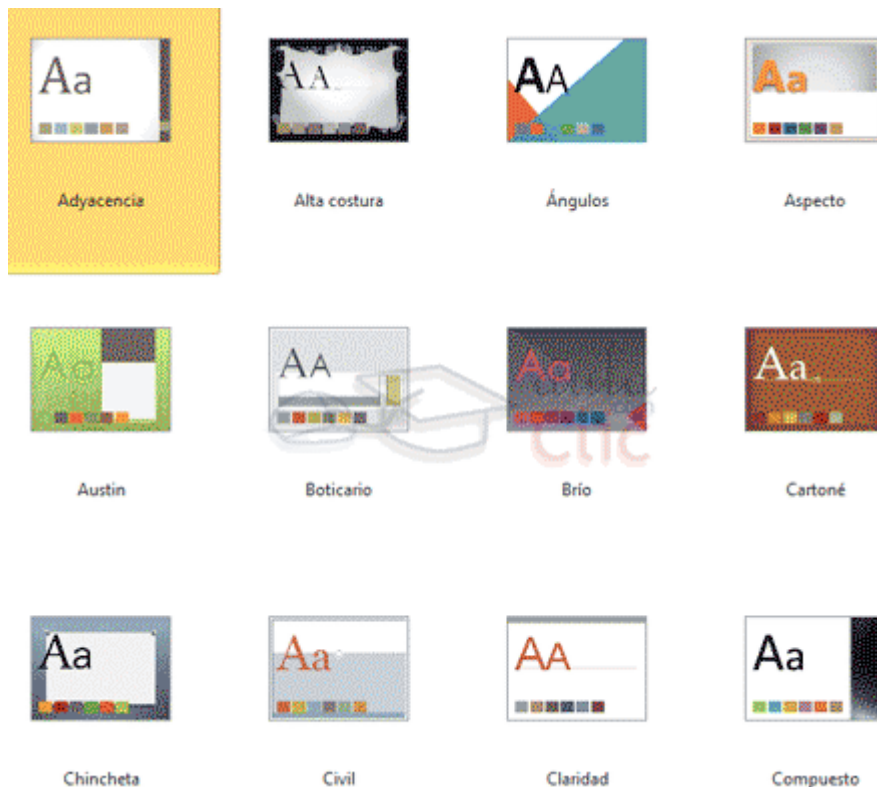 Aa
AA
AA
Aa
Adyacencia
Alta costura
Ángulos
Aspecto
Aa
AA
Aa
Aa
Clic
Austin
Boticario
Brío
Cartoné
Aa
Aa
AA
Aa
Chincheta
Civil
Claridad
Compuesto